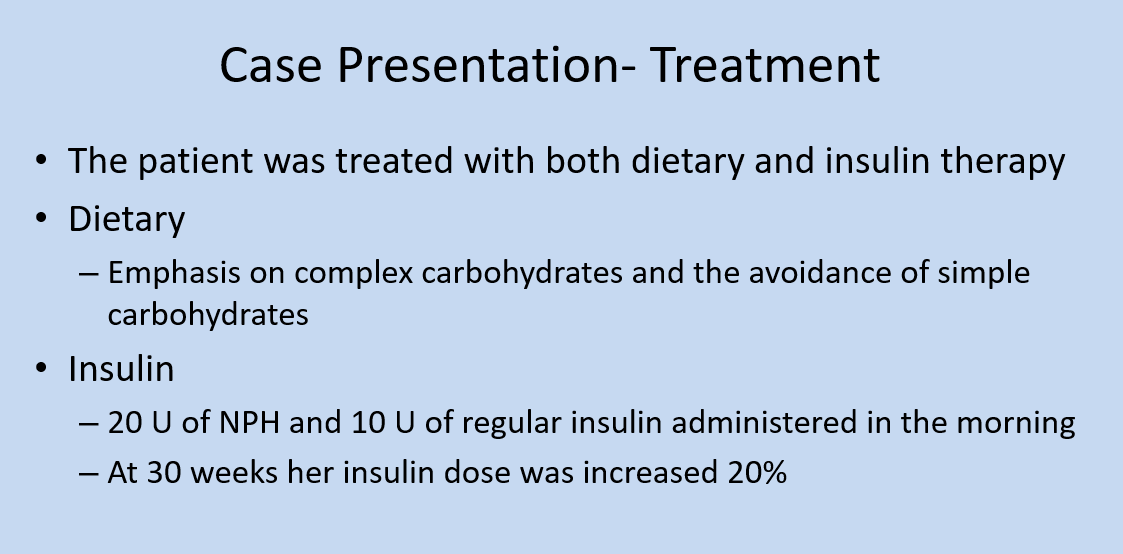 Case Presentation- Treatment
• The patient was treated with both dietary and insulin therapy
• Dietary
– Emphasis on complex carbohydrates and the avoidance of simple
carbohydrates
• Insulin
– 20 U of NPH and 10 U of regular insulin administered in the morning
– At 30 weeks her insulin dose was increased 20%